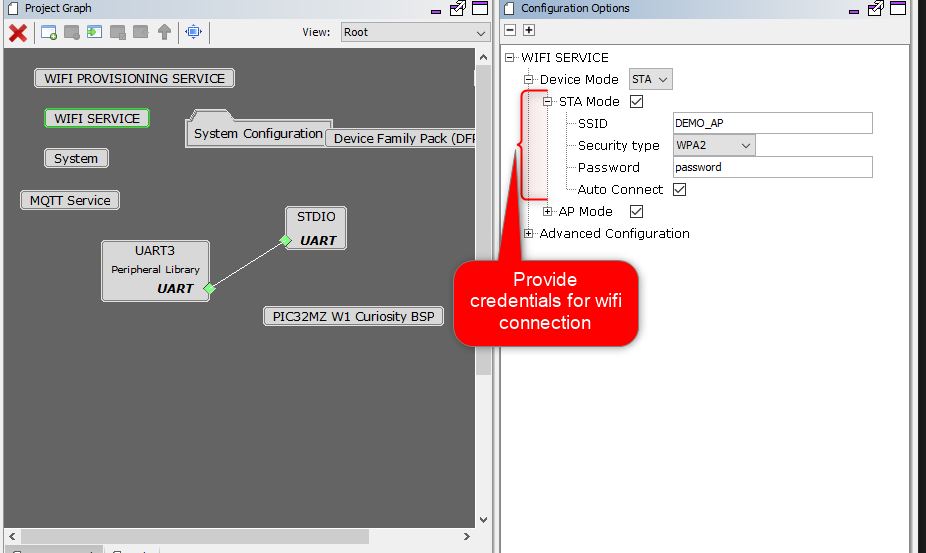 Project Graph
View:
Root
WIFI PROVISIONING SERVICE
WIFI SERVICE
System Configuration
Device Family Pack (DFP
System
MQTT Service
STDIO
UART
UART3
Peripheral Library
UART
PIC32MZ W1 Curiosity BSP
Configuration Options
WIFI SERVICE
Device Mode STA
STA Mode
SSID DEMO_AP
Security type WPA2
Password password
Auto Connect
AP Mode
Advanced Configuration
Provide
credentials for wifi
connection